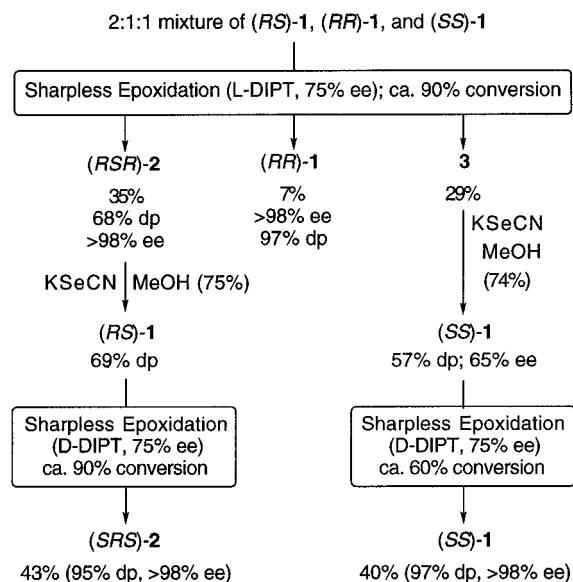 2:1:1 mixture of (RS)-1, (RR)-1, and (SS)-1
Sharpless Epoxidation (L-DIPT, 75% ee); ca. 90% conversion
(RSR)-2
35%
68% dp
>98% ee
(RR)-1
7%
>98% ee
97% dp
3
29%
KSeCN
MeOH
(74%)
KSeCN MeOH (75%)
(RS)-1
69% dp
(SS)-1
57% dp; 65% ee
Sharpless Epoxidation
(D-DIPT, 75% ee)
ca. 90% conversion
Sharpless Epoxidation
(D-DIPT, 75% ee)
ca. 60% conversion
(SRS)-2
43% (95% dp, >98% ee)
(SS)-1
40% (97% dp, >98% ee)